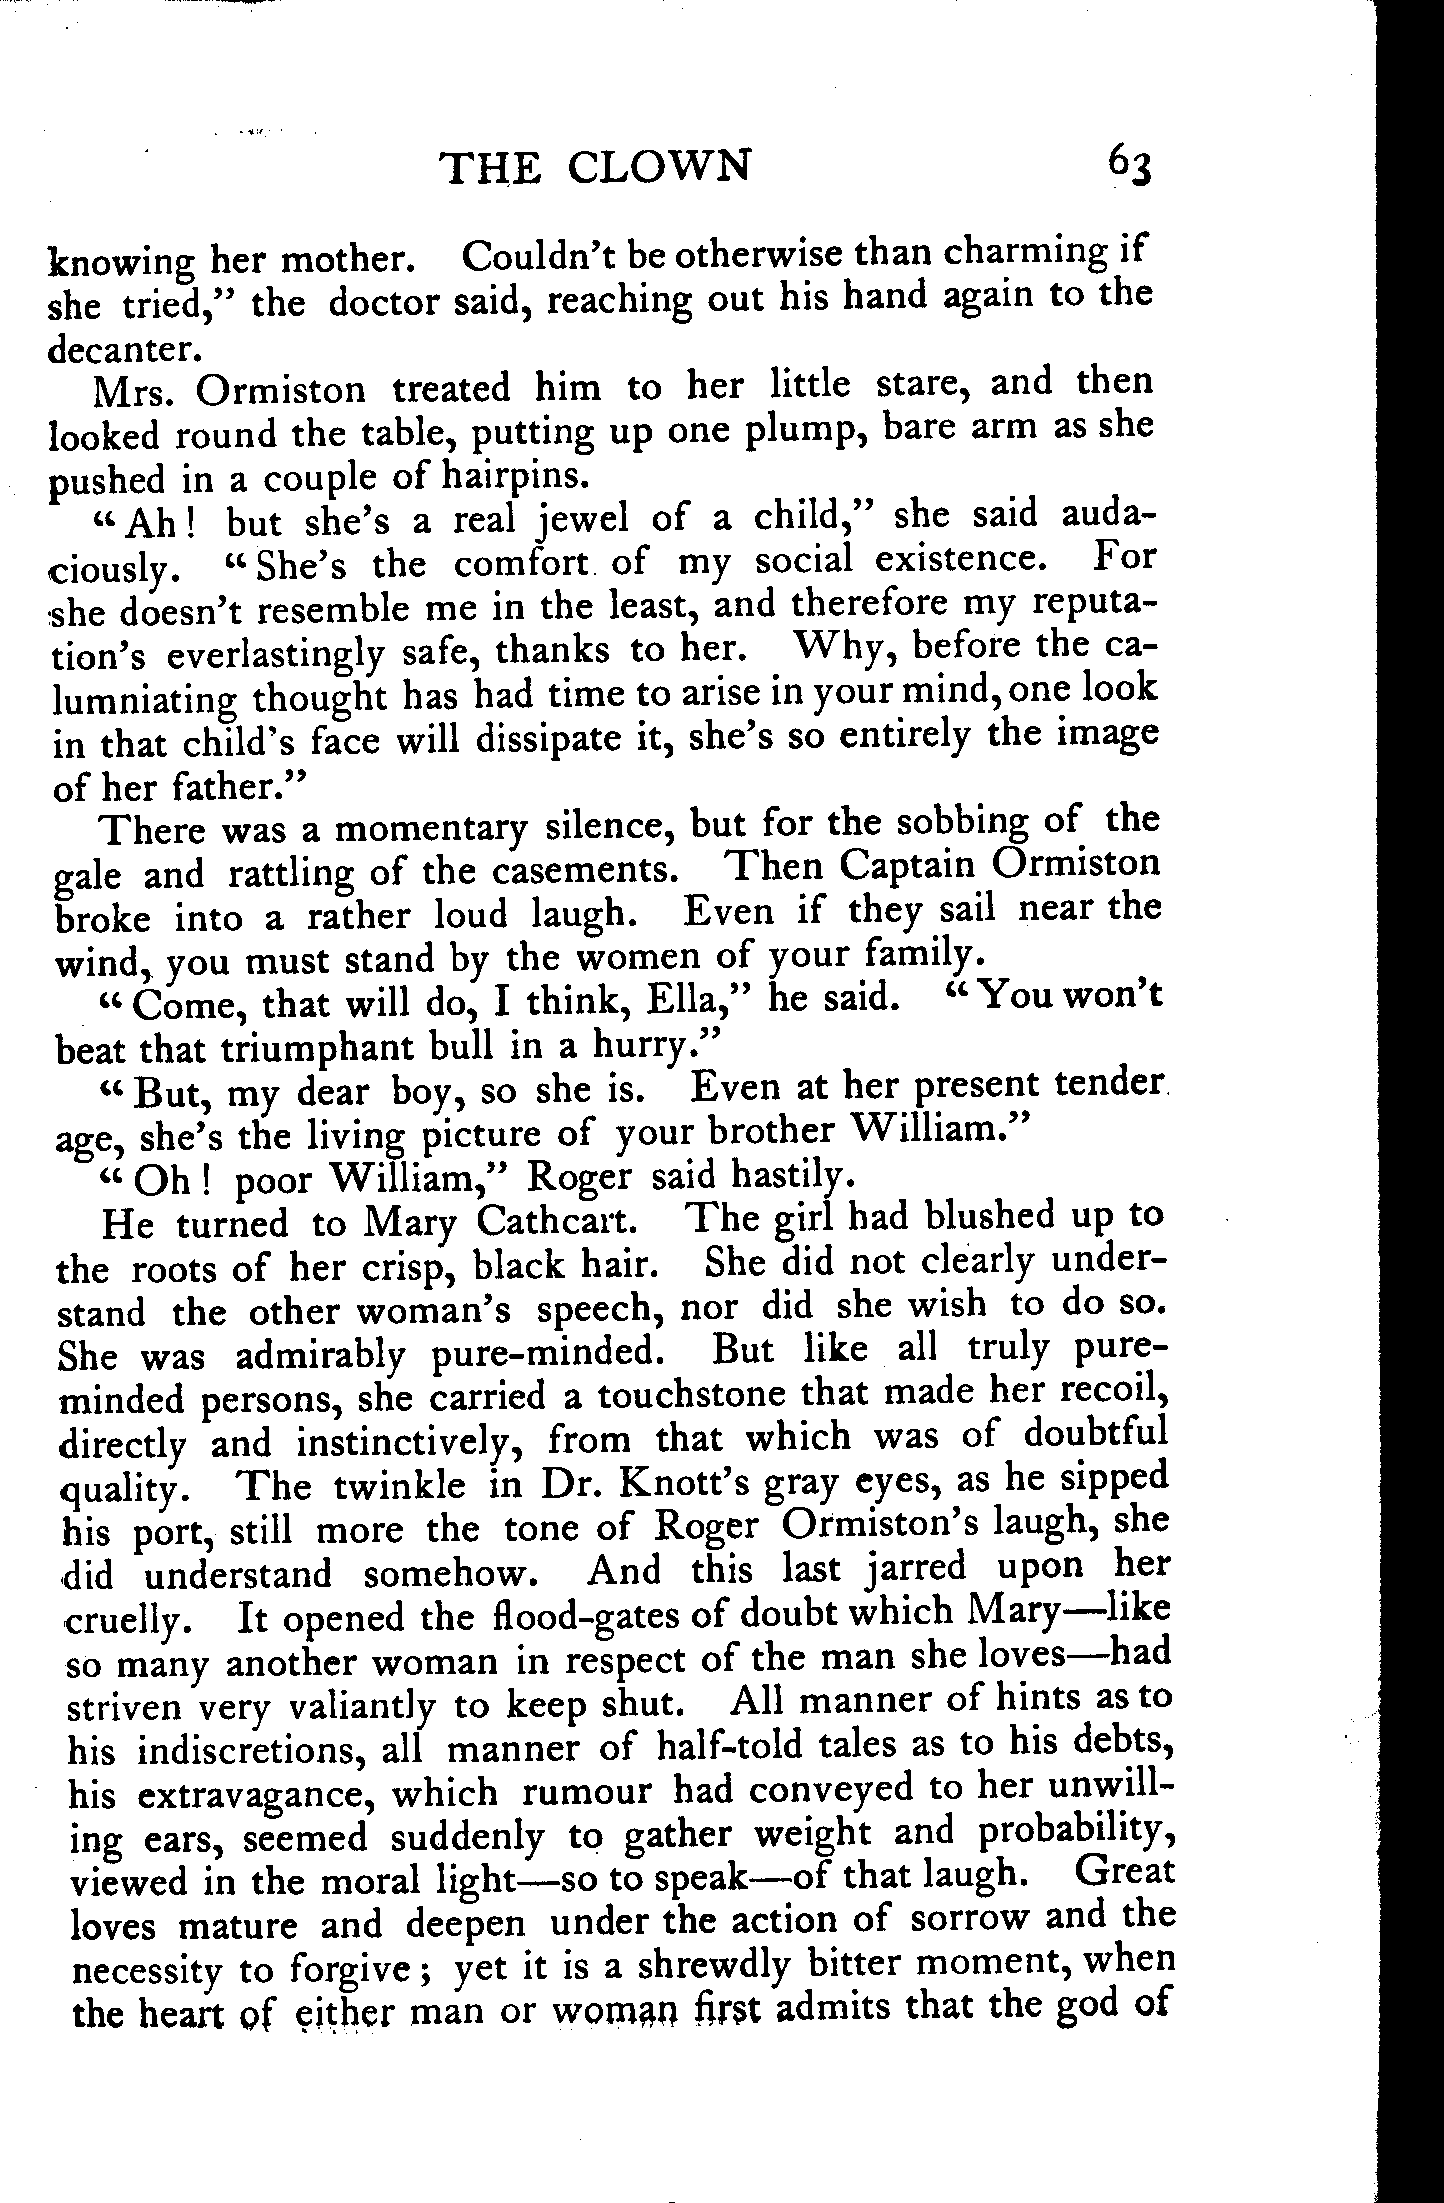 THE CLOWN 63
knowing her mother. Couldn't be otherwise than charming if
she tried," the doctor said, reaching out his hand again to the
decanter.
Mrs. Ormiston treated him to her little stare, and then
looked round the table, putting up one plump, bare arm as she
pushed in a couple of hairpins.
"Ah! but she's a real jewel of a child," she said auda-
ciously. "She's the comfort of my social existence. For
she doesn't resemble me in the least, and therefore my reputa-
tion's everlastingly safe, thanks to her. Why, before the ca-
lumniating thought has had time to arise in your mind, one look
in that child's face will dissipate it, she's so entirely the image
of her father."
There was a momentary silence, but for the sobbing of the
gale and rattling of the casements. Then Captain Ormiston
broke into a rather loud laugh. Even if they sail near the
wind, you must stand by the women of your family.
"Come, that will do, I think, Ella," he said. "You won't
beat that triumphant bull in a hurry."
"But, my dear boy, so she is. Even at her present tender
age, she's the living picture of your brother William."
"Oh! poor William," Roger said hastily.
He turned to Mary Cathcart. The girl had blushed up to
the roots of her crisp, black hair. She did not clearly under-
stand the other woman's speech, nor did she wish to do so.
She was admirably pure-minded. But like all truly pure-
minded persons, she carried a touchstone that made her recoil,
directly and instinctively, from that which was of doubtful
quality. The twinkle in Dr. Knott's gray eyes, as he sipped
his port, still more the tone of Roger Ormiston's laugh, she
did understand somehow. And this last jarred upon her
cruelly. It opened the flood-gates of doubt which Mary—like
so many another woman in respect of the man she loves—had
striven very valiantly to keep shut. All manner of hints as to
his indiscretions, all manner of half-told tales as to his debts,
his extravagance, which rumour had conveyed to her unwill-
ing ears, seemed suddenly to gather weight and probability,
viewed in the moral light—so to speak—of that laugh. Great
loves mature and deepen under the action of sorrow and the
necessity to forgive; yet it is a shrewdly bitter moment, when
the heart of either man or woman first admits that the god of